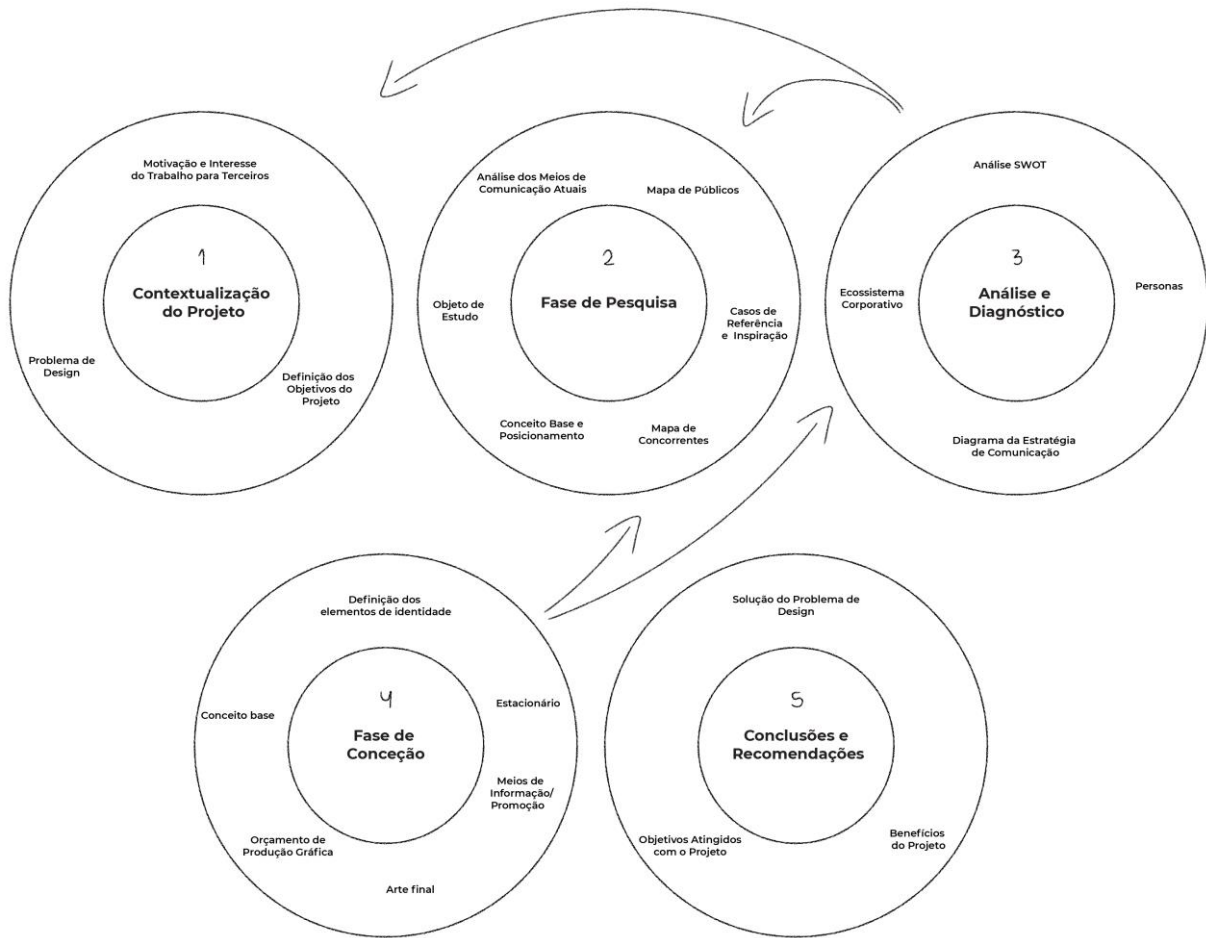 Motivação e Interesse
do Trabalho para Terceiros
1
Contextualização
do Projeto
Problema de
Design
Definição dos
Objetivos do
Projeto
Análise dos Meios de
Comunicação Atuais
Mapa de Públicos
2
Fase de Pesquisa
Objeto de
Estudo
Casos de
Referência
e Inspiração
Conceito Base e
Posicionamento
Mapa de
Concorrentes
Análise SWOT
3
Análise e
Diagnóstico
Ecossistema
Corporativo
Personas
Diagrama da Estratégia
de Comunicação
Definição dos
elementos de identidade
4
Fase de
Conceção
Conceito base
Estacionário
Meios de
Informação/
Promoção
Orçamento de
Produção Gráfica
Arte final
Solução do Problema de
Design
5
Conclusões e
Recomendações
Objetivos Atingidos
com o Projeto
Benefícios
do Projeto